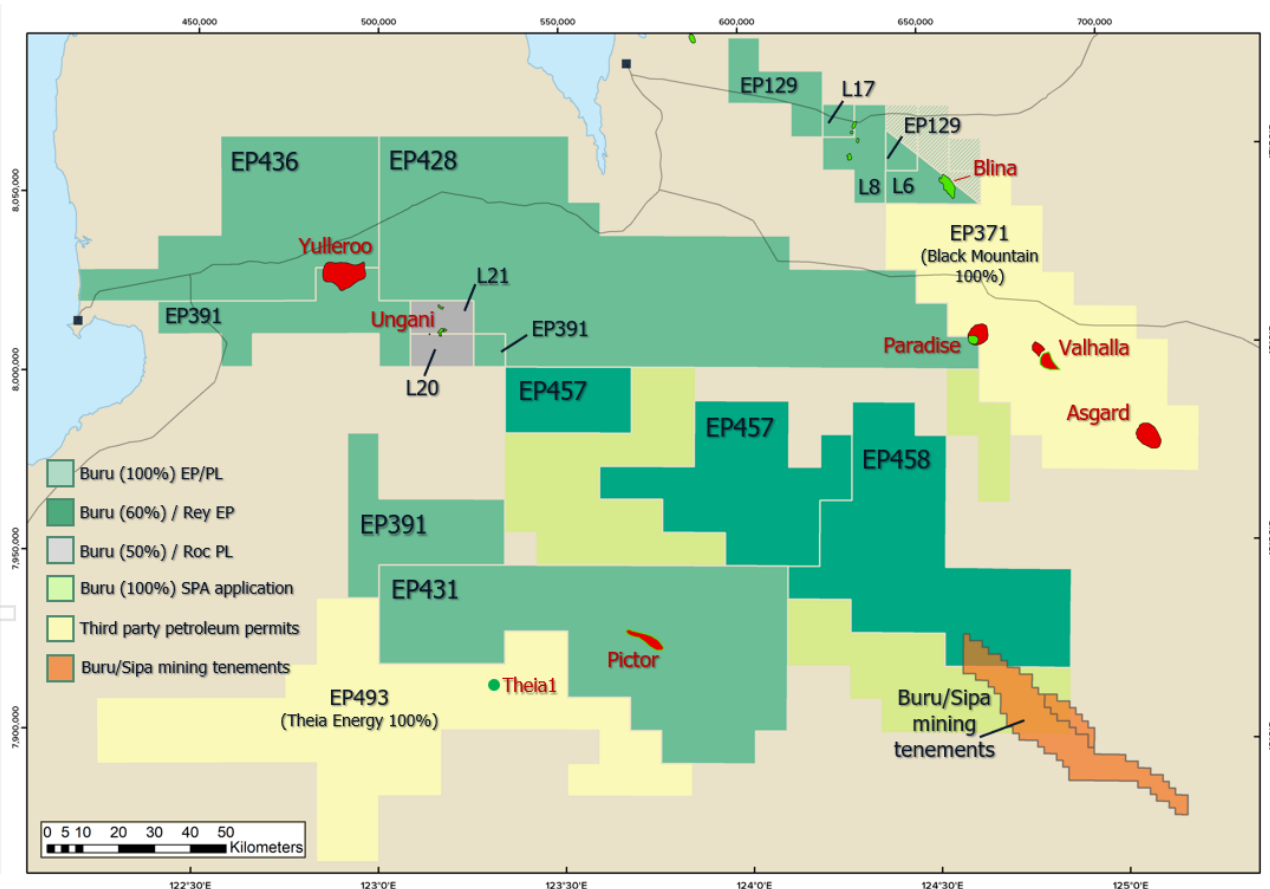 450,000
500,000
550,000
600,000
650,000
700,000
EP129
L17
EP129
Blina
L8
L6
EP436
EP428
8,050,000
EP371
(Black Mountain
100%)
Yulleroo
L21
EP391
Ungani
EP391
L20
Paradise
Valhalla
8,000,000
Asgard
EP457
EP457
EP458
Buru (100%) EP/PL
Buru (60%) / Rey EP
Buru (50%) / Roc PL
Buru (100%) SPA application
Third party petroleum permits
Buru/Sipa mining tenements
EP391
7,950,000
EP431
Pictor
Theia1
EP493
(Theia Energy 100%)
Buru/Sipa
mining
tenements
7,900,000
0 5 10 20 30 40 50
Kilometers
122°30'E
123°0'E
123°30'E
124°0'E
124°30'E
125°0'E